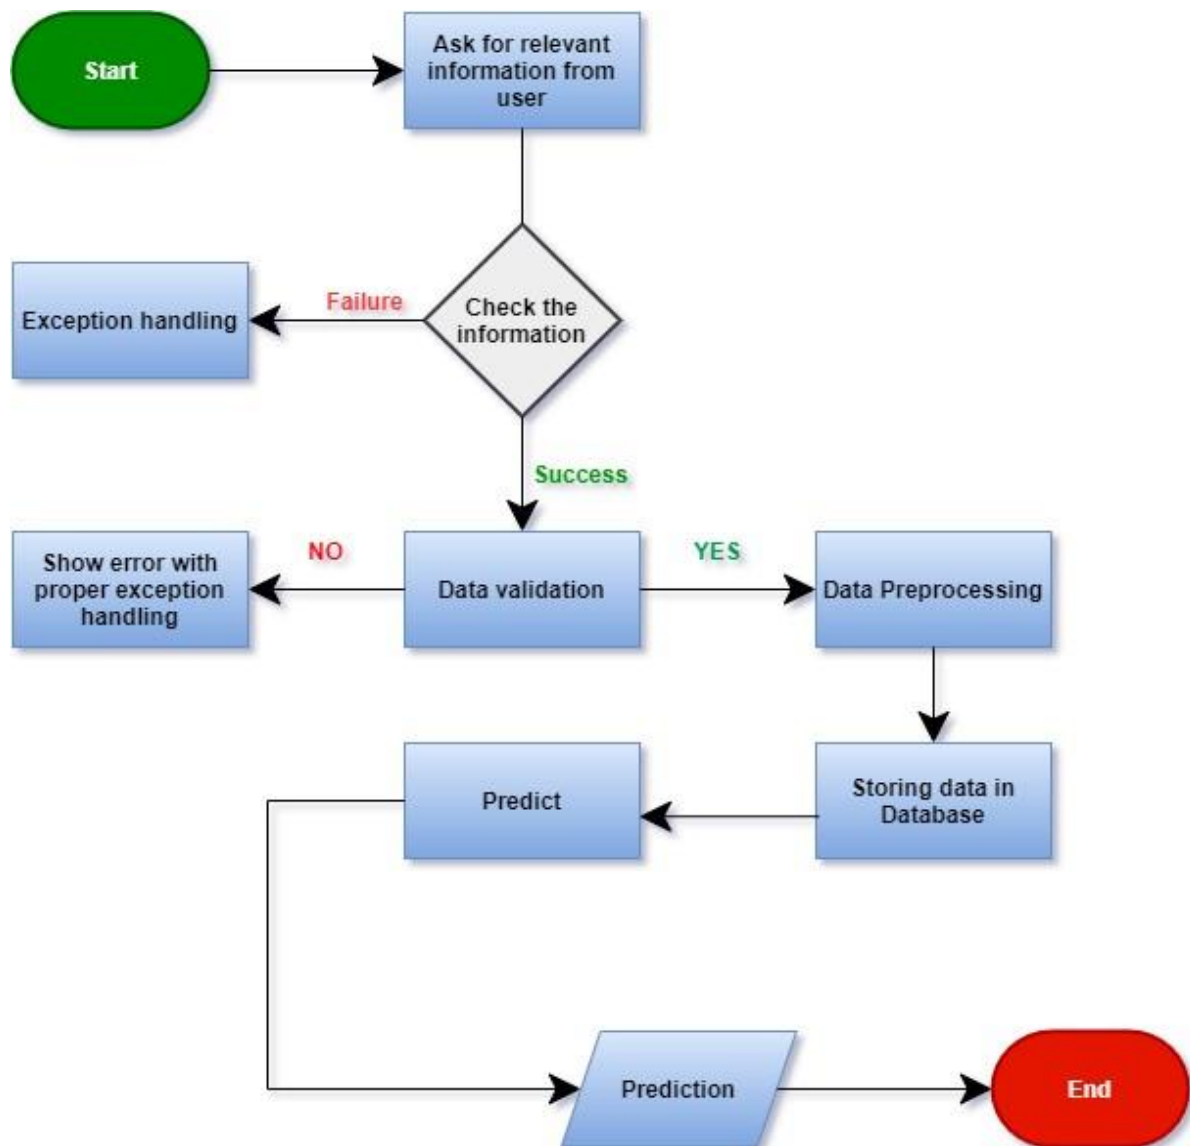 Start
Ask for relevant
information from
user
Check the
information
Failure
Exception handling
Success
Data validation
NO
Show error with
proper exception
handling
YES
Data Preprocessing
Storing data in
Database
Predict
Prediction
End